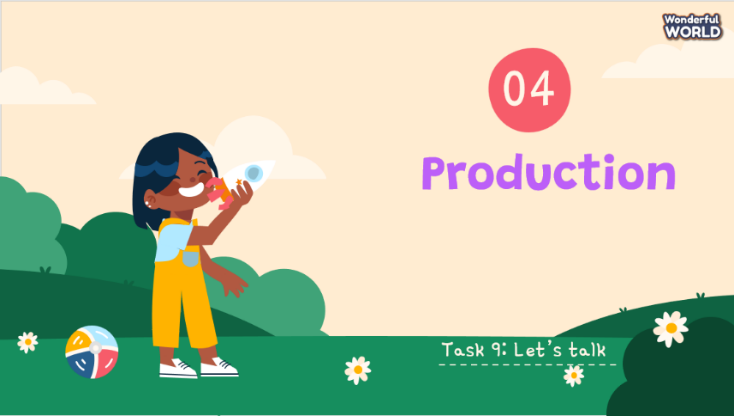 Wonderful
WORLD
04
Production
Task 9: Let's talk